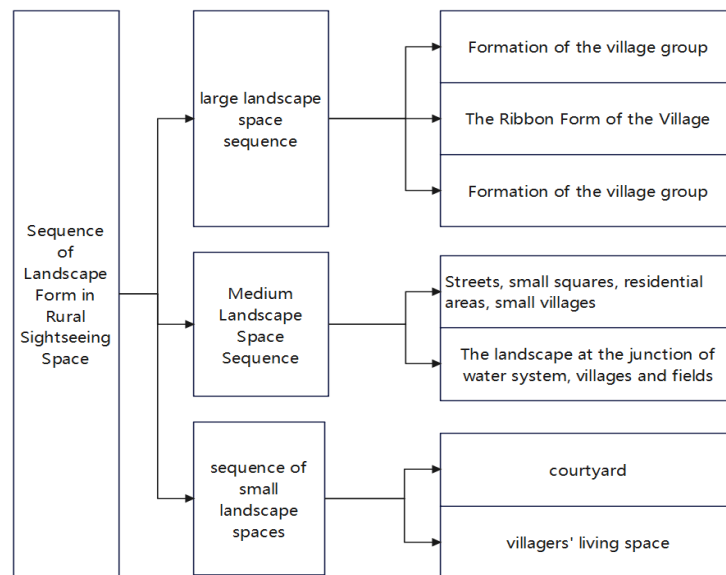 Sequence
of
Landscape
Form in
Rural
Sightseeing
Space
large landscape
space
sequence
Formation of the village group
The Ribbon Form of the Village
Formation of the village group
Medium
Landscape
Space
Sequence
Streets, small squares, residential
areas, small villages
The landscape at the junction of
water system, villages and fields
sequence of
small
landscape
spaces
courtyard
villagers' living space